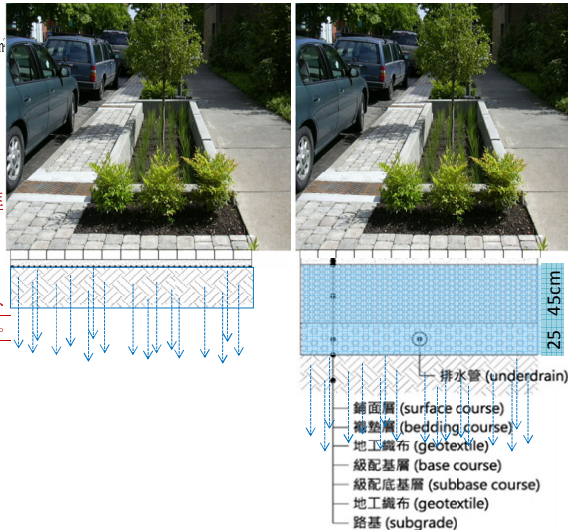 45cm
25
排水管 (underdrain)
鋪面層 (surface course)
襯墊層 (bedding course)
地工織布 (geotextile)
級配基層 (base course)
級配底基層 (subbase course)
地工織布 (geotextile)
路基 (subgrade)